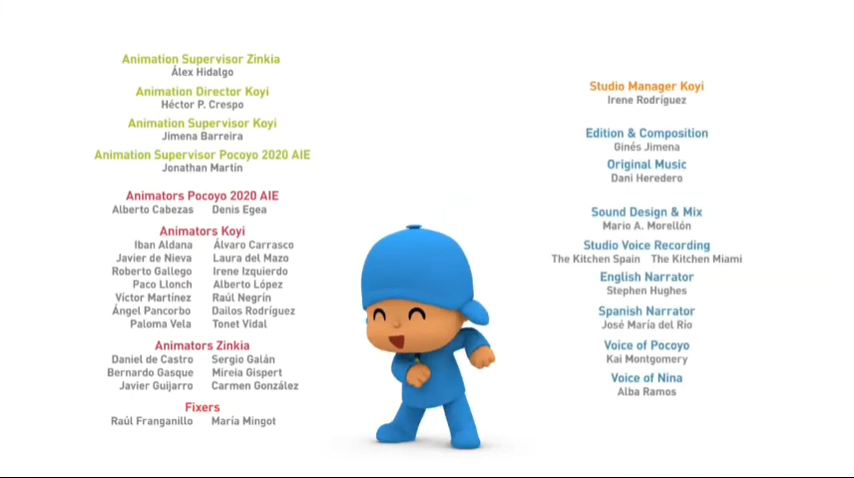 Animation Supervisor Zinkia
Álex Hidalgo
Animation Director Koyi
Héctor P. Crespo
Animation Supervisor Koyi
Jimena Barreira
Animation Supervisor Pocoyo 2020 AIE
Jonathan Martín
Animators Pocoyo 2020 AIE
Alberto Cabezas Denis Egea
Animators Koyi
Iban Aldana Álvaro Carrasco
Javier de Nieva Laura del Mazo
Roberto Gallego Irene Izquierdo
Paco Llonch Alberto López
Víctor Martínez Raúl Negrín
Ángel Pancorbo Dailos Rodríguez
Paloma Vela Tonet Vidal
Animators Zinkia
Daniel de Castro Sergio Galán
Bernardo Gasque Mireia Gispert
Javier Guijarro Carmen González
Fixers
Raúl Franganillo María Mingot
Studio Manager Koyi
Irene Rodríguez
Edition & Composition
Ginés Jimena
Original Music
Dani Heredero
Sound Design & Mix
Mario A. Morellón
Studio Voice Recording
The Kitchen Spain The Kitchen Miami
English Narrator
Stephen Hughes
Spanish Narrator
José María del Río
Voice of Pocoyo
Kai Montgomery
Voice of Nina
Alba Ramos